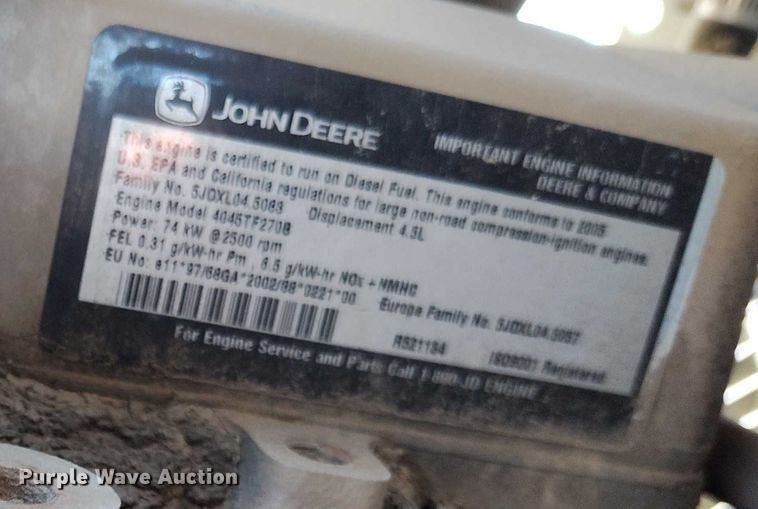 JOHN DEERE
IMPORTANT ENGINE INFORMATION
DEERE & COMPANY
This engine is certified to run on Diesel Fuel. This engine conforms to 2005
U.S. EPA and California regulations for large non-road compression-ignition engines.
Family No. 5JDXL04.5083 Displacement 4.5L
Engine Model 4045TF270B
Power: 74 kW @ 2500 rpm
FEL 0.31 g/kW-hr Pm , 6.5 g/kW-hr NOx + NMHC
EU No: e11*97/68GA*2002/88*0221*00 Europe Family No. 5JDXL04.5087
R521184 ISO9001 Registered
For Engine Service and Parts Call 1-800-JD ENGINE
Purple Wave Auction